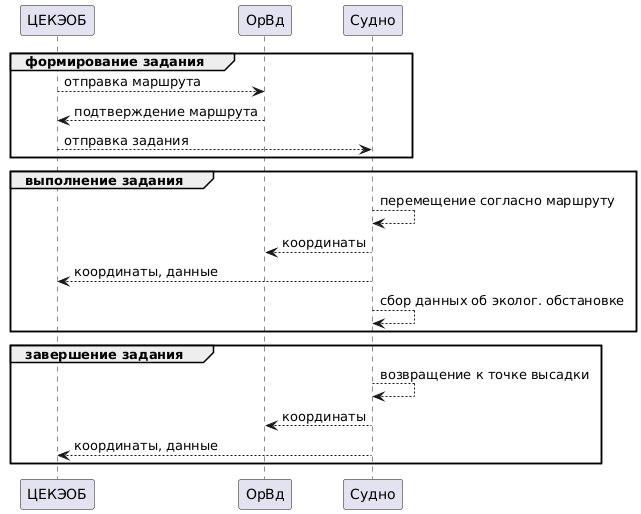 ЦЕКЭОБ
ОрВд
Судно
формирование задания
отправка маршрута
подтверждение маршрута
отправка задания
выполнение задания
перемещение согласно маршруту
координаты
координаты, данные
сбор данных об эколог. обстановке
завершение задания
возвращение к точке высадки
координаты
координаты, данные
ЦЕКЭОБ
ОрВд
Судно